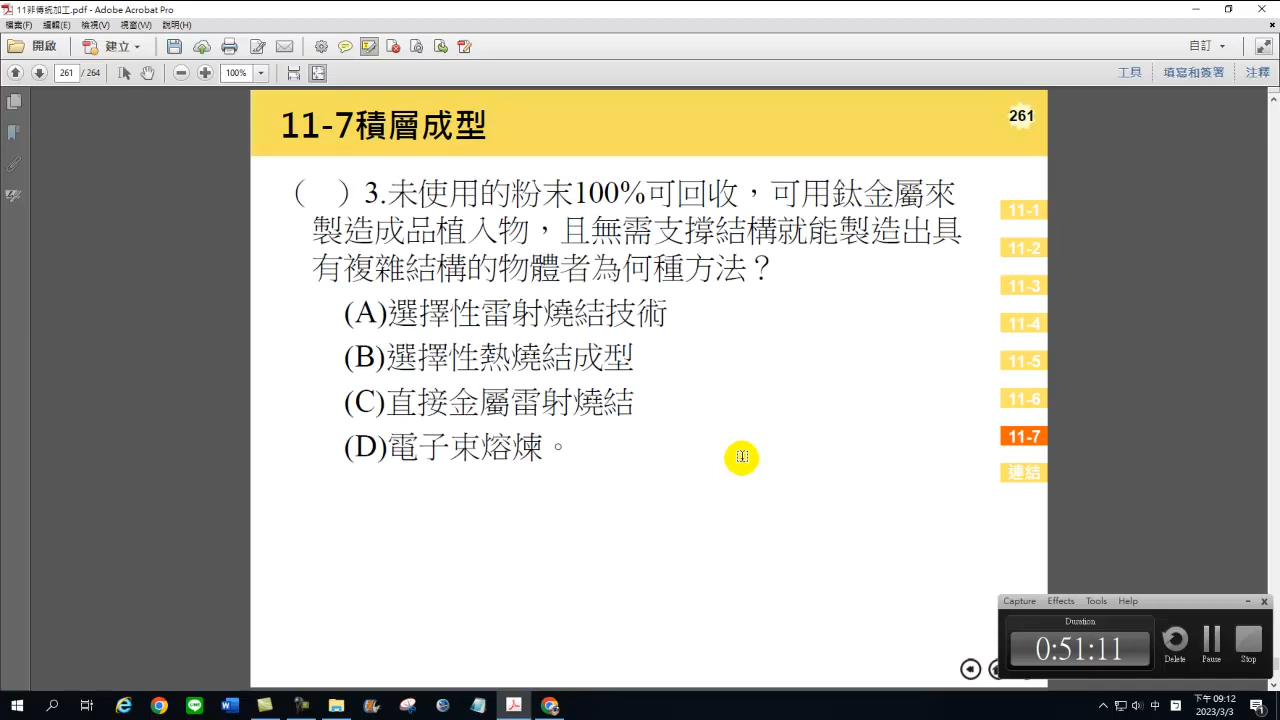 11非傳統加工.pdf - Adobe Acrobat Pro
檔案(F) 編輯(E) 檢視(V) 視窗(W) 說明(H)
開啟 建立 自訂
261 / 264 100% 工具 填寫和簽署 注釋
11-7積層成型
261
( )3.未使用的粉末100%可回收，可用鈦金屬來
製造成品植入物，且無需支撐結構就能製造出具
有複雜結構的物體者為何種方法？
(A)選擇性雷射燒結技術
(B)選擇性熱燒結成型
(C)直接金屬雷射燒結
(D)電子束熔煉。
11-1
11-2
11-3
11-4
11-5
11-6
11-7
連結
Capture Effects Tools Help
Duration
0:51:11
Delete Pause Stop
中
下午 09:12
2023/3/3
1